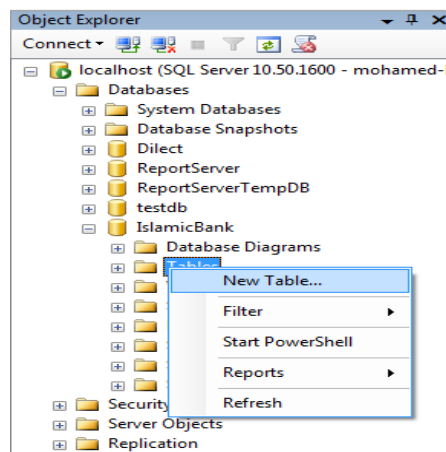 Object Explorer
Connect
localhost (SQL Server 10.50.1600 - mohamed-
Databases
System Databases
Database Snapshots
Dilect
ReportServer
ReportServerTempDB
testdb
IslamicBank
Database Diagrams
Tables
New Table...
Filter
Start PowerShell
Reports
Refresh
Security
Server Objects
Replication